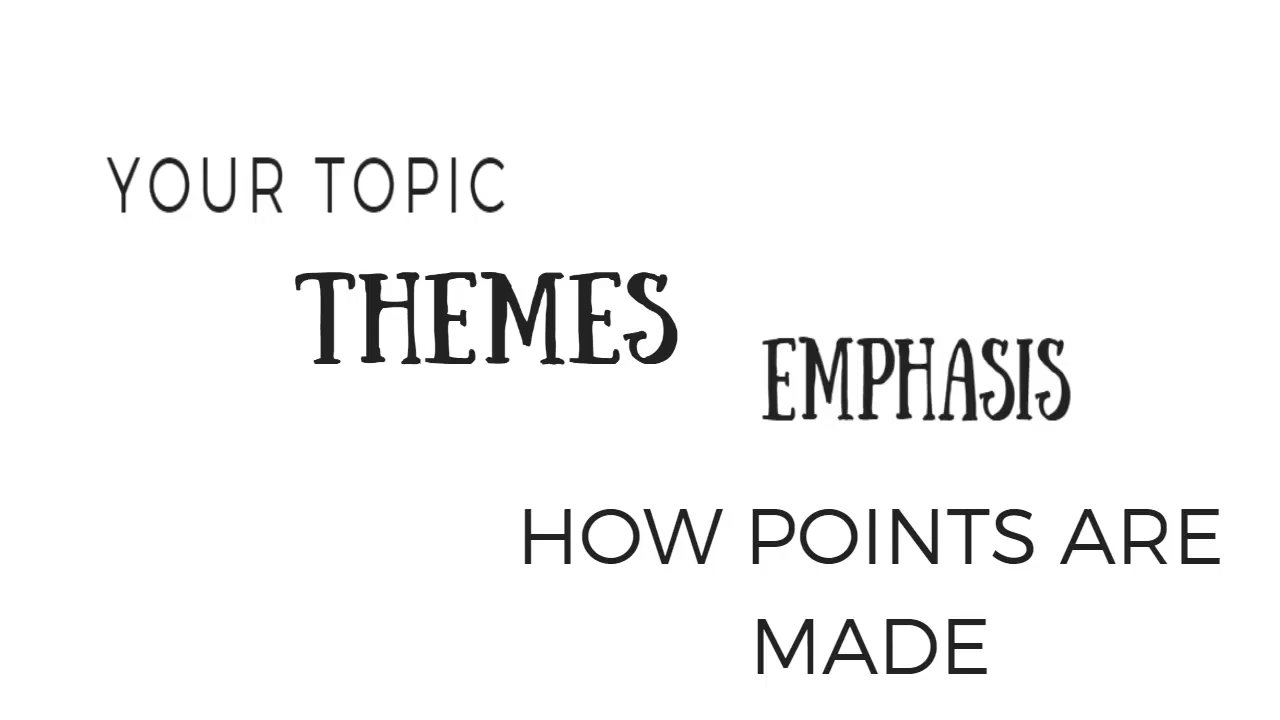 YOUR TOPIC
THEMES
EMPHASIS
HOW POINTS ARE
MADE